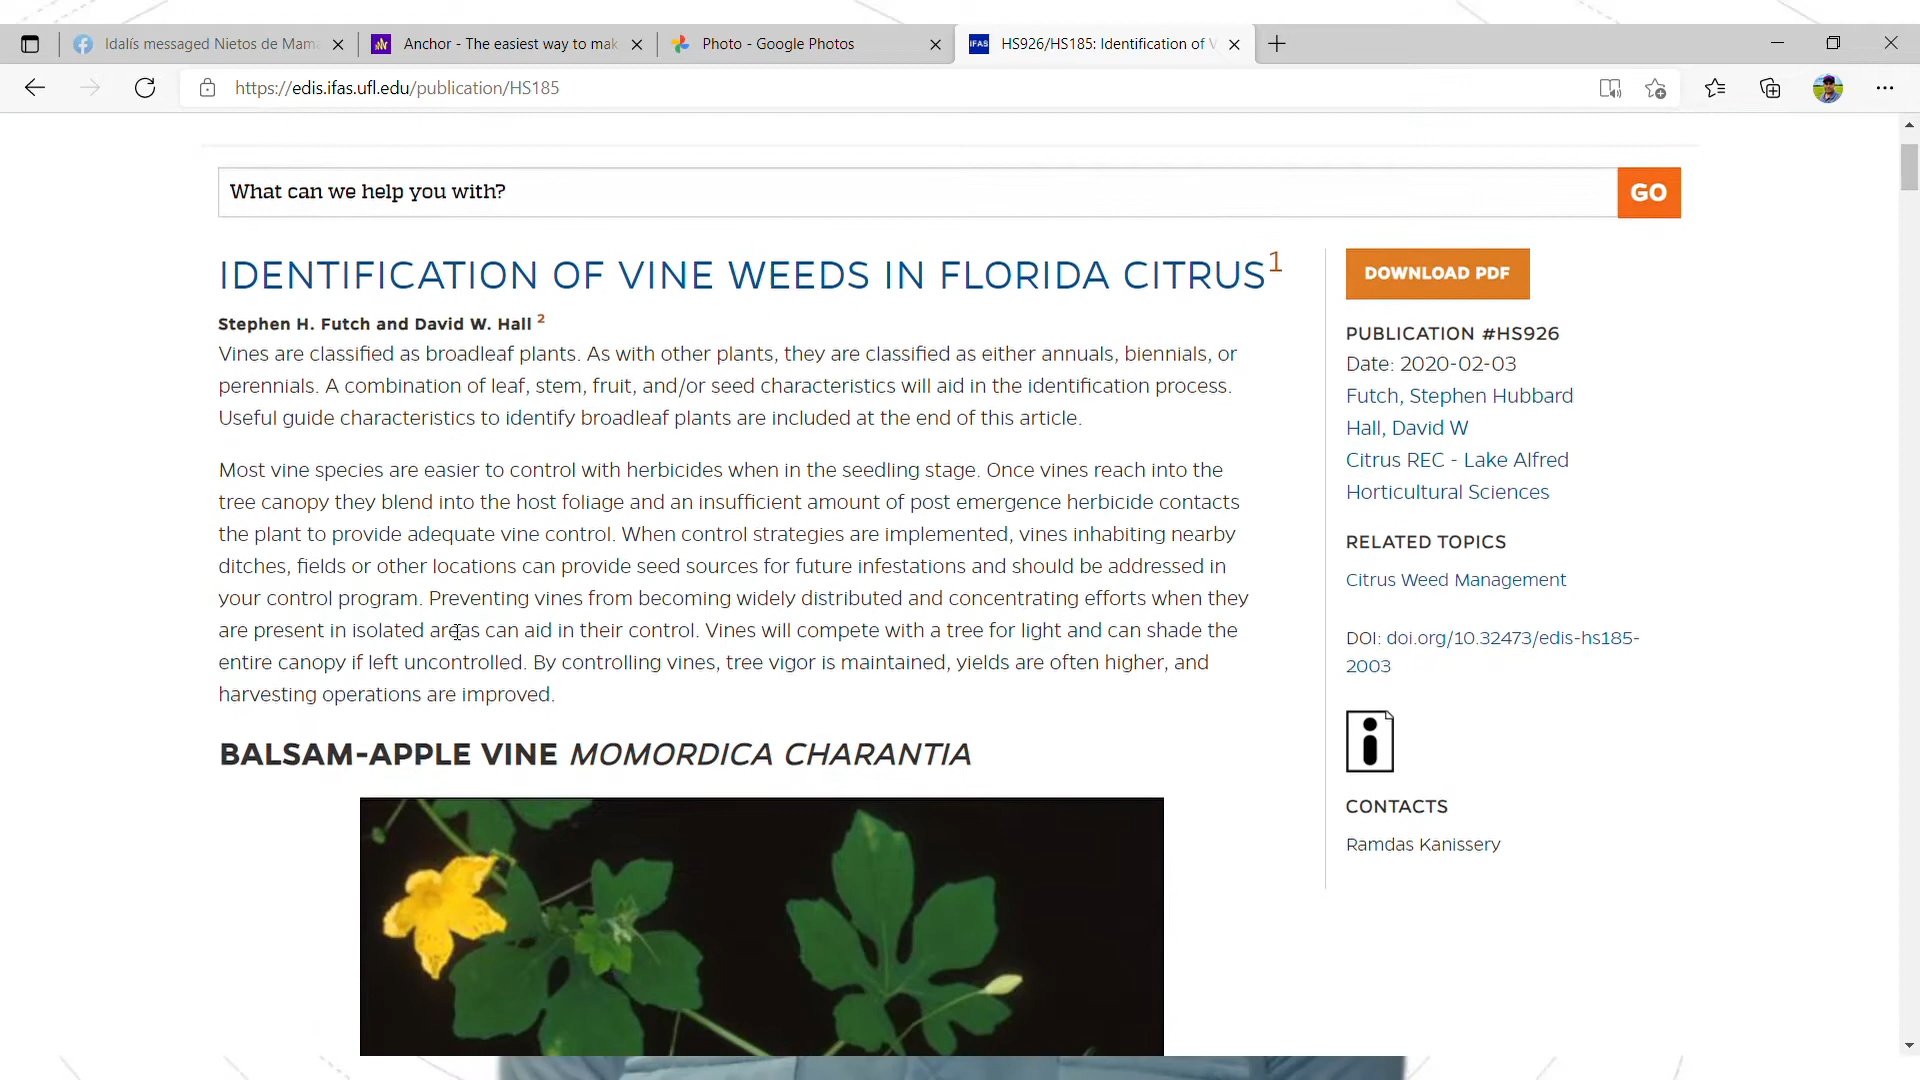 Idalís messaged Nietos de Mam
Anchor - The easiest way to mak
Photo - Google Photos
IFAS
HS926/HS185: Identification of V
https://edis.ifas.ufl.edu/publication/HS185
What can we help you with?
GO
IDENTIFICATION OF VINE WEEDS IN FLORIDA CITRUS1
Stephen H. Futch and David W. Hall 2
Vines are classified as broadleaf plants. As with other plants, they are classified as either annuals, biennials, or
perennials. A combination of leaf, stem, fruit, and/or seed characteristics will aid in the identification process.
Useful guide characteristics to identify broadleaf plants are included at the end of this article.
Most vine species are easier to control with herbicides when in the seedling stage. Once vines reach into the
tree canopy they blend into the host foliage and an insufficient amount of post emergence herbicide contacts
the plant to provide adequate vine control. When control strategies are implemented, vines inhabiting nearby
ditches, fields or other locations can provide seed sources for future infestations and should be addressed in
your control program. Preventing vines from becoming widely distributed and concentrating efforts when they
are present in isolated areas can aid in their control. Vines will compete with a tree for light and can shade the
entire canopy if left uncontrolled. By controlling vines, tree vigor is maintained, yields are often higher, and
harvesting operations are improved.
BALSAM-APPLE VINE MOMORDICA CHARANTIA
DOWNLOAD PDF
PUBLICATION #HS926
Date: 2020-02-03
Futch, Stephen Hubbard
Hall, David W
Citrus REC - Lake Alfred
Horticultural Sciences
RELATED TOPICS
Citrus Weed Management
DOI: doi.org/10.32473/edis-hs185-
2003
CONTACTS
Ramdas Kanissery